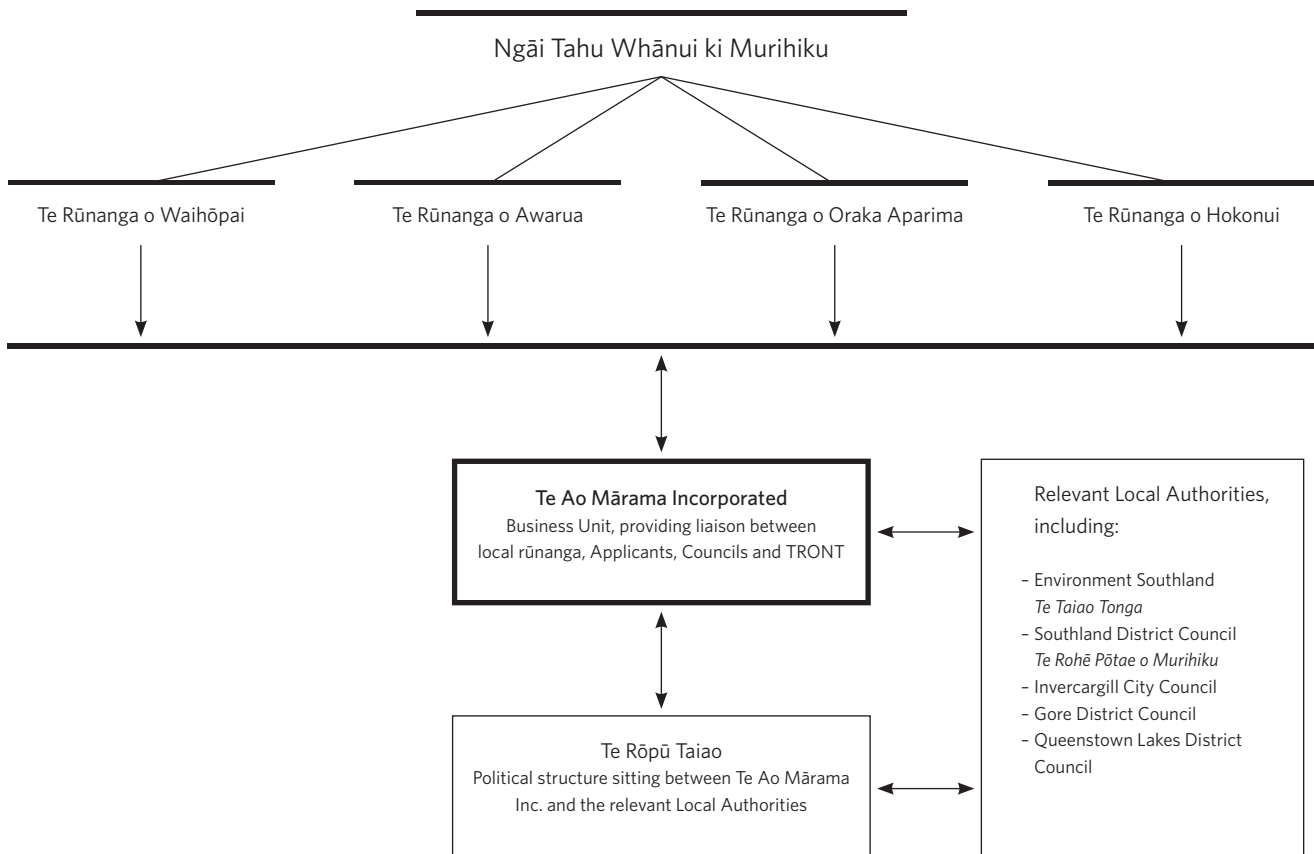 Ngāi Tahu Whānui ki Murihiku
Te Rūnanga o Waihōpai
Te Rūnanga o Awarua
Te Rūnanga o Oraka Aparima
Te Rūnanga o Hokonui
Te Ao Mārama Incorporated
Business Unit, providing liaison between
local rūnanga, Applicants, Councils and TRONT
Relevant Local Authorities,
including:
– Environment Southland
Te Taiao Tonga
– Southland District Council
Te Rohē Pōtae o Murihiku
– Invercargill City Council
– Gore District Council
– Queenstown Lakes District
Council
Te Rōpū Taiao
Political structure sitting between Te Ao Mārama
Inc. and the relevant Local Authorities